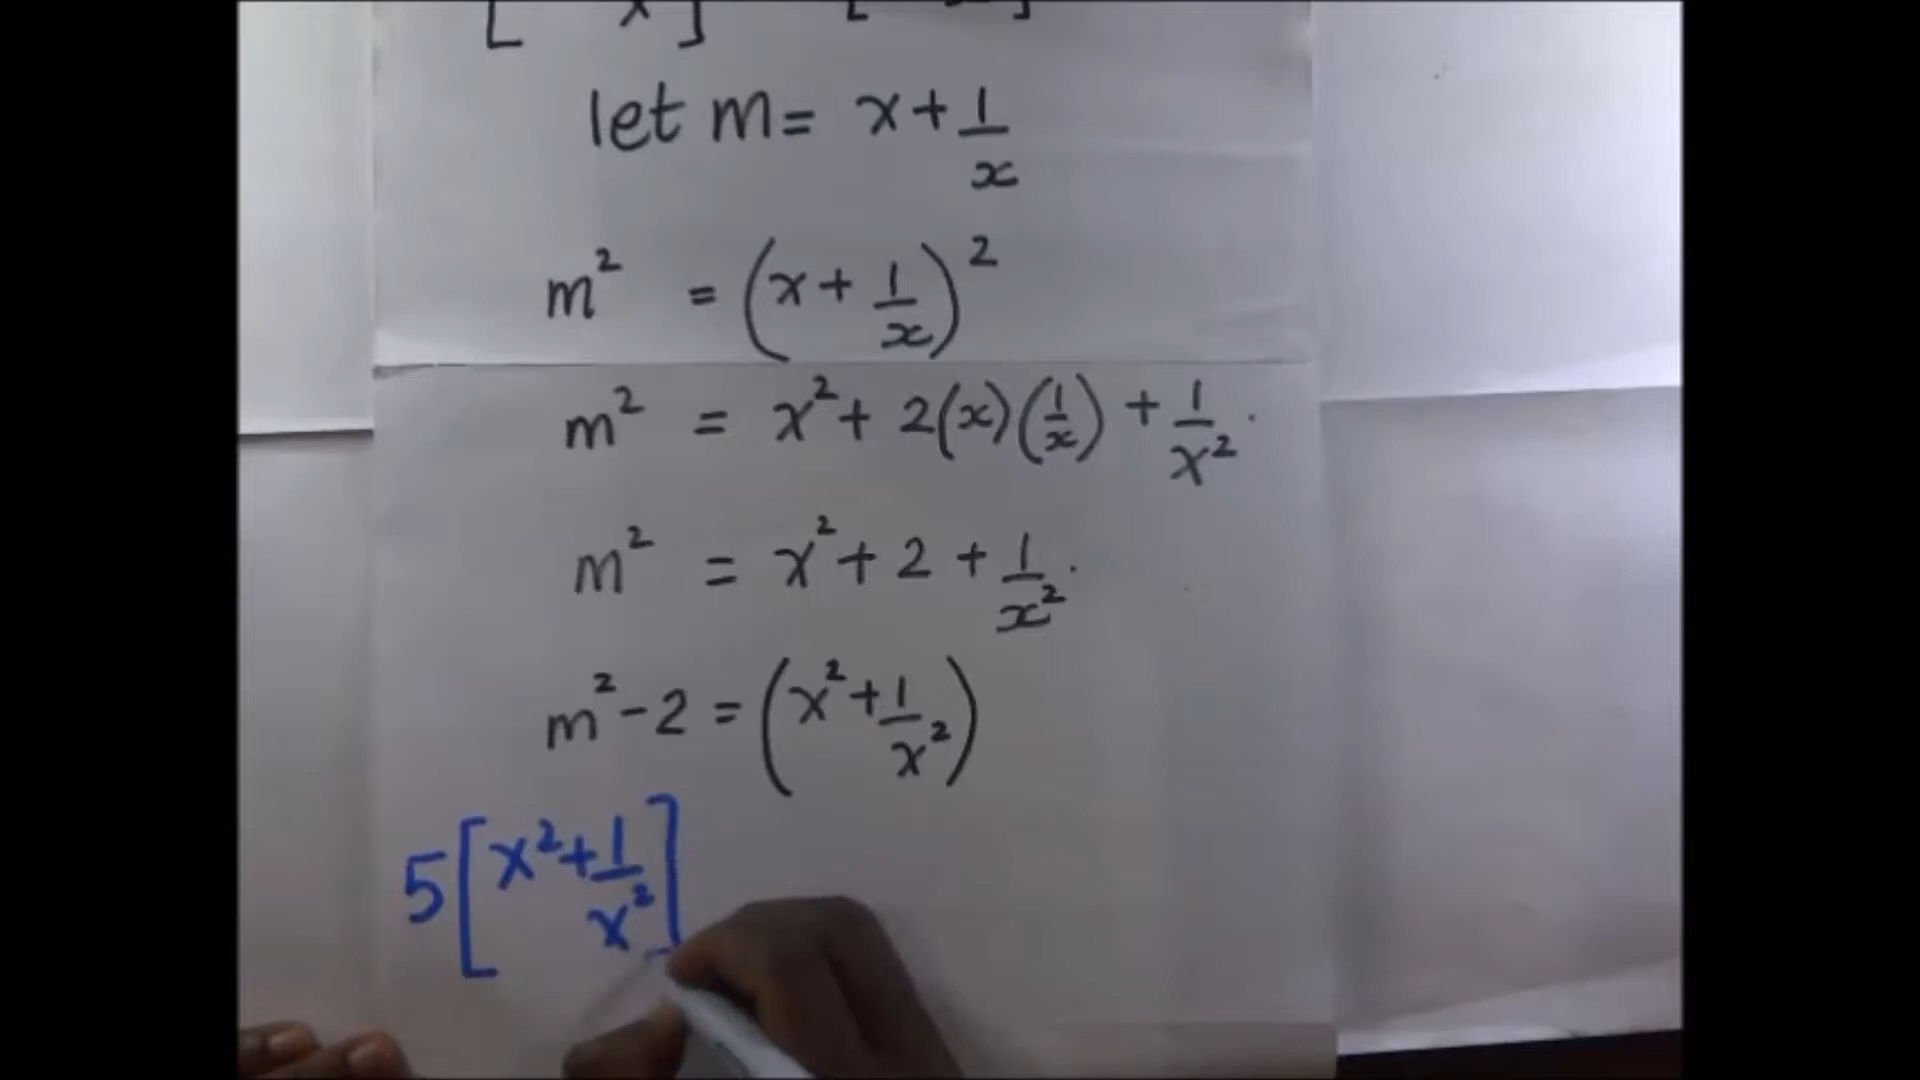 [ x ] [ ]
let m = x + 1/x
m² = (x + 1/x)²
m² = x² + 2(x)(1/x) + 1/x².
m² = x² + 2 + 1/x².
m² - 2 = (x² + 1/x²)
5[x² + 1/x²]